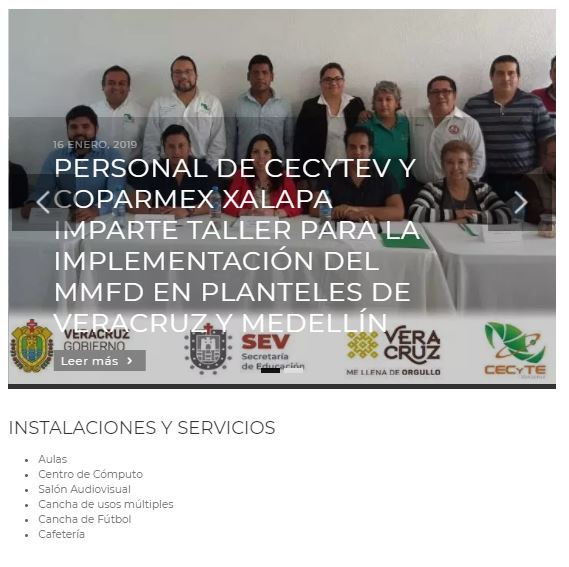 16 ENERO, 2019
PERSONAL DE CECYTEV Y
COPARMEX XALAPA
IMPARTE TALLER PARA LA
IMPLEMENTACIÓN DEL
MMFD EN PLANTELES DE
VERACRUZ Y MEDELLÍN
VERACRUZ
GOBIERNO
Leer más
SEV
Secretaría
de Educación
VERA
CRUZ
ME LLENA DE ORGULLO
CECyTE
INSTALACIONES Y SERVICIOS
Aulas
Centro de Cómputo
Salón Audiovisual
Cancha de usos múltiples
Cancha de Fútbol
Cafetería